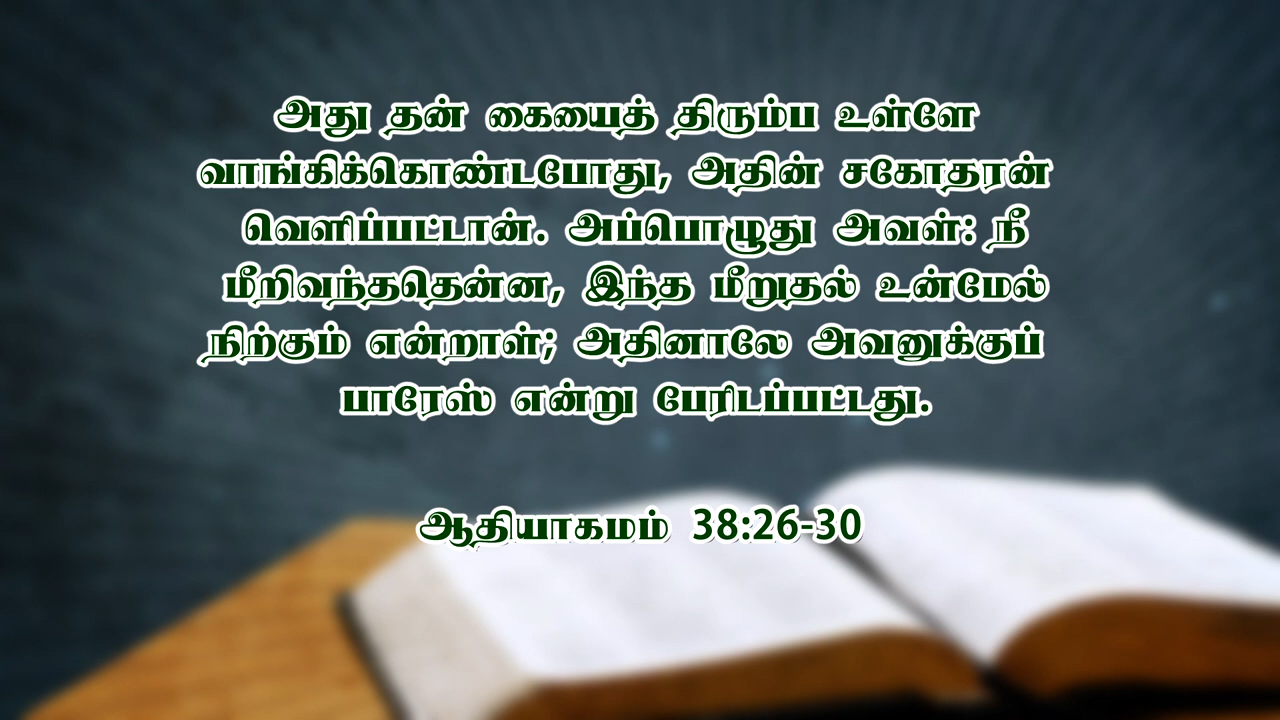 அது தன் கையைத் திரும்ப உள்ளே
வாங்கிக்கொண்டபோது, அதின் சகோதரன்
வெளிப்பட்டான். அப்பொழுது அவள்: நீ
மீறிவந்ததென்ன, இந்த மீறுதல் உன்மேல்
நிற்கும் என்றாள்; அதினாலே அவனுக்குப்
பாரேஸ் என்று பேரிடப்பட்டது.
ஆதியாகமம் 38:26-30